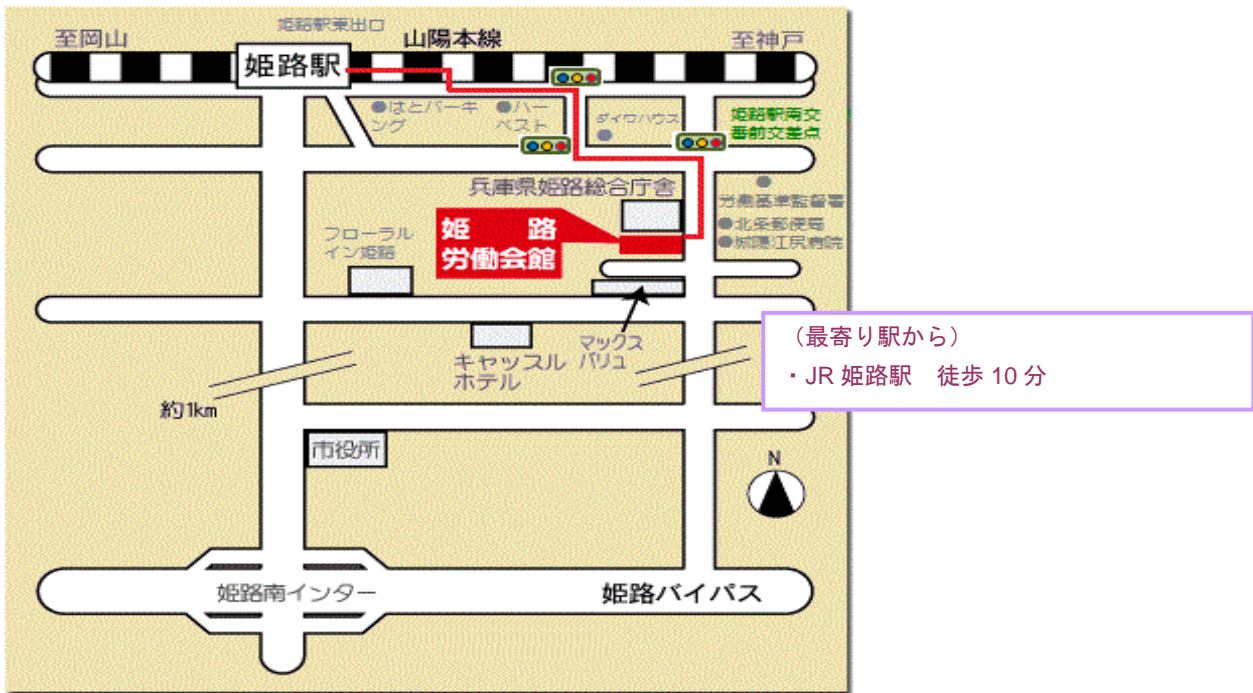 姫路駅東出口
至岡山
山陽本線
至神戸
姫路駅
●はとパーキ
ング
●ハー
ベスト
ダイワハウス
●
姫路駅南交
番前交差点
兵庫県姫路総合庁舎
●
労働基準監督署
●北条郵便局
●城陽江尻病院
姫　路
労働会館
フローラル
イン姫路
マックス
バリュ
キャッスル
ホテル
（最寄り駅から）
・JR 姫路駅　徒歩 10 分
約1km
市役所
N
姫路南インター
姫路バイパス